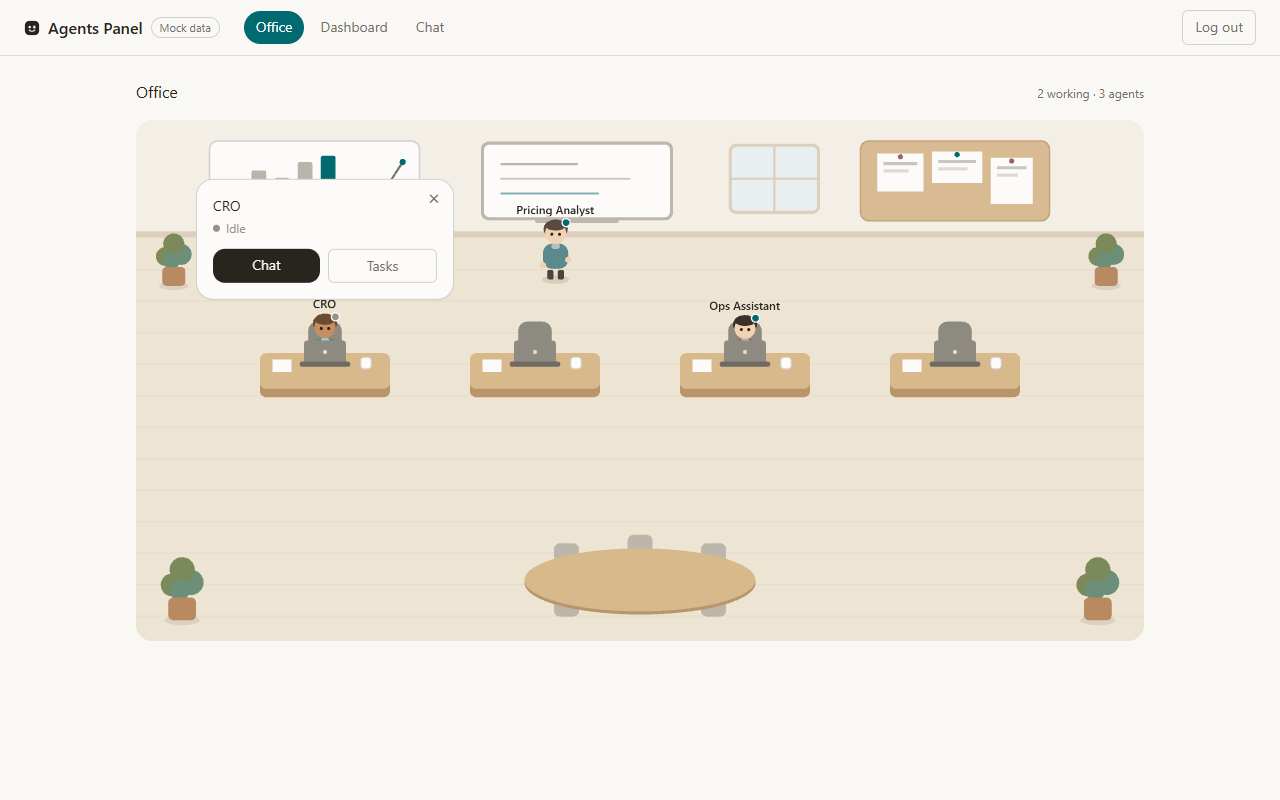 Agents Panel
Mock data
Office
Dashboard
Chat
Log out
Office
2 working · 3 agents
Pricing Analyst
CRO
Idle
Chat
Tasks
CRO
Ops Assistant